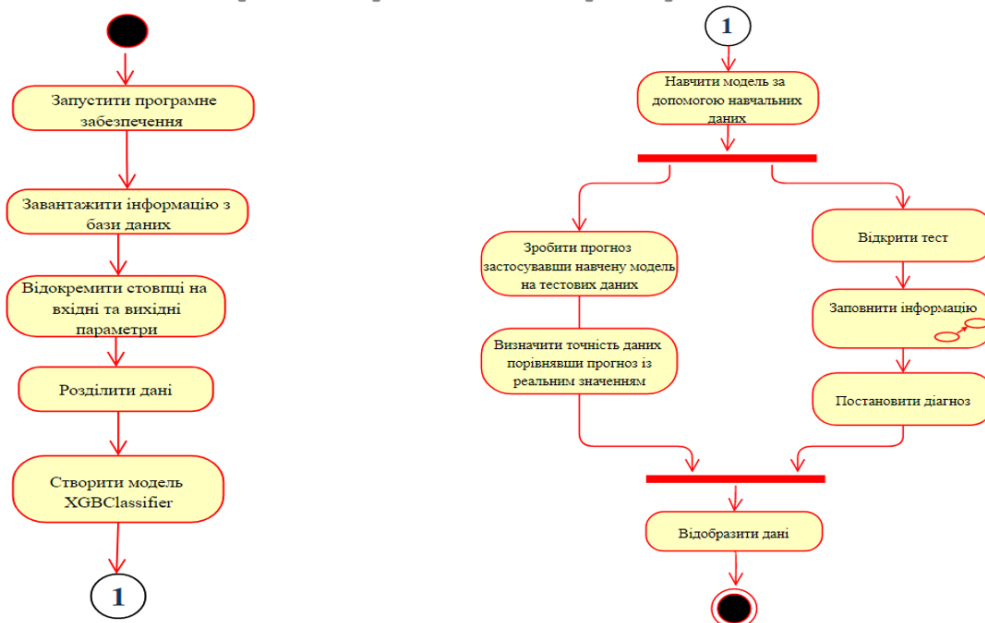 Запустити програмне
забезпечення
Завантажити інформацію з
бази даних
Відокремити стовпці на
вхідні та вихідні
параметри
Розділити дані
Створити модель
XGBClassifier
1
1
Навчити модель за
допомогою навчальних
даних
Зробити прогноз
застосувавши навчену модель
на тестових даних
Визначити точність даних
порівнявши прогноз із
реальним значенням
Відкрити тест
Заповнити інформацію
Постановити діагноз
Відобразити дані